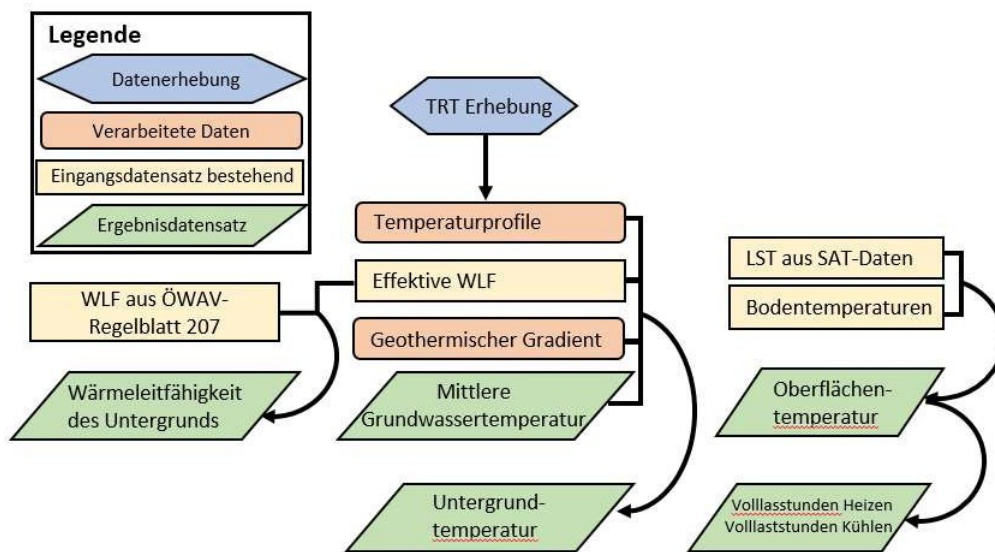 Legende
Datenerhebung
Verarbeitete Daten
Eingangsdatensatz bestehend
Ergebnisdatensatz
TRT Erhebung
Temperaturprofile
Effektive WLF
Geothermischer Gradient
Mittlere
Grundwassertemperatur
WLF aus ÖWAV-
Regelblatt 207
Wärmeleitfähigkeit
des Untergrunds
Untergrund-
temperatur
LST aus SAT-Daten
Bodentemperaturen
Oberflächen-
temperatur
Volllasstunden Heizen
Volllaststunden Kühlen